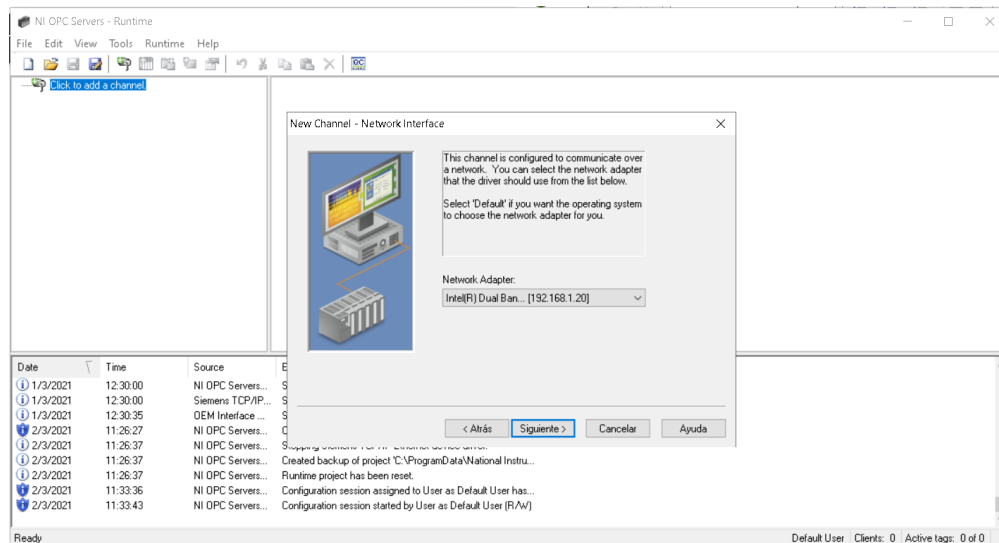 NI OPC Servers - Runtime
File Edit View Tools Runtime Help
QC
Click to add a channel.
New Channel - Network Interface
This channel is configured to communicate over
a network. You can select the network adapter
that the driver should use from the list below.
Select 'Default' if you want the operating system
to choose the network adapter for you.
Network Adapter:
Intel(R) Dual Ban... [192.168.1.20]
< Atrás Siguiente > Cancelar Ayuda
Date Time Source E
1/3/2021 12:30:00 NI OPC Servers... S
1/3/2021 12:30:00 Siemens TCP/IP... S
1/3/2021 12:30:35 OEM Interface ... S
2/3/2021 11:26:27 NI OPC Servers...
2/3/2021 11:26:37 NI OPC Servers... Stopping Siemens TCP/IP Ethernet device driver.
2/3/2021 11:26:37 NI OPC Servers... Created backup of project 'C:\ProgramData\National Instru...
2/3/2021 11:26:37 NI OPC Servers... Runtime project has been reset.
2/3/2021 11:33:36 NI OPC Servers... Configuration session assigned to User as Default User has...
2/3/2021 11:33:43 NI OPC Servers... Configuration session started by User as Default User (R/W)
Ready Default User Clients: 0 Active tags: 0 of 0